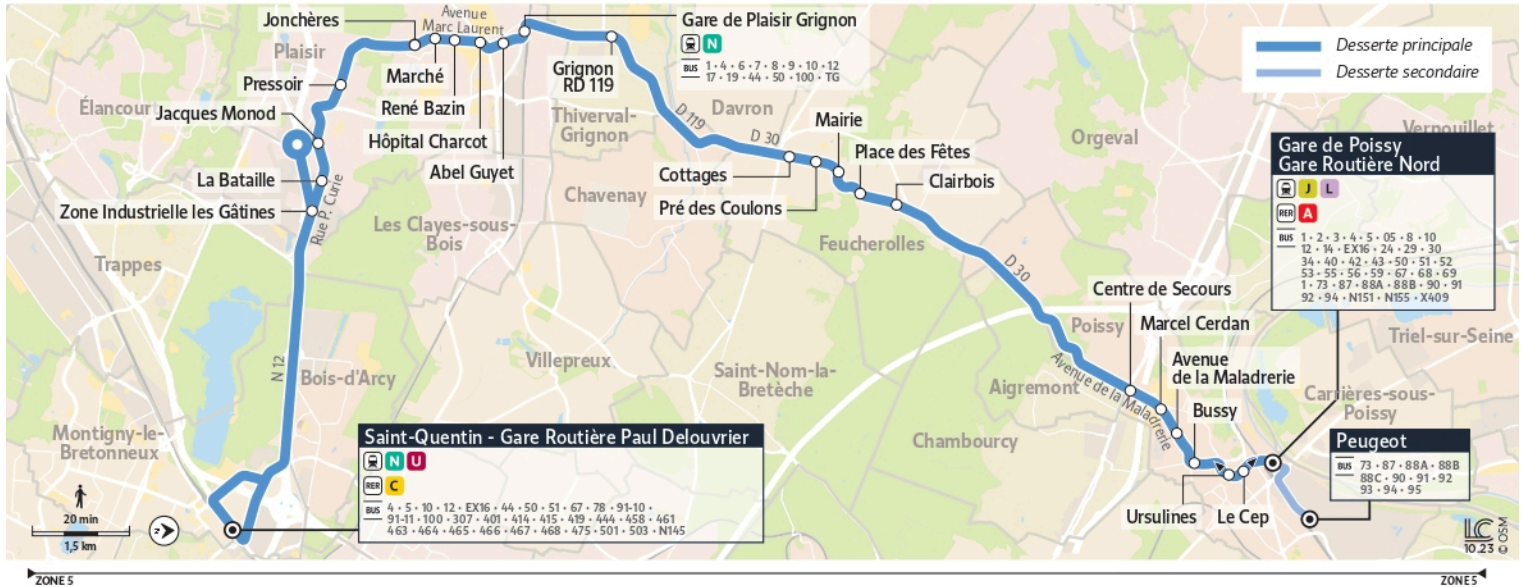 Jonchères
Avenue
Marc Laurent
Gare de Plaisir Grignon
N
BUS 1 • 4 • 6 • 7 • 8 • 9 • 10 • 12
17 • 19 • 44 • 50 • 100 • TG
Desserte principale
Desserte secondaire
Plaisir
Pressoir
Marché
Grignon
RD 119
Élancour
Jacques Monod
René Bazin
Thiverval-
Grignon
D 119
Davron
Mairie
Orgeval
Vernouillet
Hôpital Charcot
D 30
Place des Fêtes
Gare de Poissy
Gare Routière Nord
J L
RER A
BUS 1 • 2 • 3 • 4 • 5 • 05 • 8 • 10
12 • 14 • EX16 • 24 • 29 • 30
34 • 40 • 42 • 43 • 50 • 51 • 52
53 • 55 • 56 • 59 • 67 • 68 • 69
1 • 73 • 87 • 88A • 88B • 90 • 91
92 • 94 • N151 • N155 • X409
La Bataille
Abel Guyet
Cottages
Clairbois
Zone Industrielle les Gâtines
Rue P. Curie
Chavenay
Pré des Coulons
Les Clayes-sous-
Bois
Feucherolles
Trappes
D 30
Centre de Secours
Poissy
Marcel Cerdan
Triel-sur-Seine
N 12
Bois-d'Arcy
Villepreux
Saint-Nom-la-
Bretèche
Aigremont
Avenue de la Maladrerie
Avenue
de la Maladrerie
Carrières-sous-
Poissy
Bussy
Montigny-le-
Bretonneux
Chambourcy
Saint-Quentin - Gare Routière Paul Delouvrier
N U
RER C
BUS 4 • 5 • 10 • 12 • EX16 • 44 • 50 • 51 • 67 • 78 • 91-10 •
91-11 • 100 • 307 • 401 • 414 • 415 • 419 • 444 • 458 • 461
463 • 464 • 465 • 466 • 467 • 468 • 475 • 501 • 503 • N145
Peugeot
BUS 73 • 87 • 88A • 88B
88C • 90 • 91 • 92
93 • 94 • 95
Ursulines
Le Cep
20 min
1,5 km
LC
10.23 © OSM
ZONE 5
ZONE 5